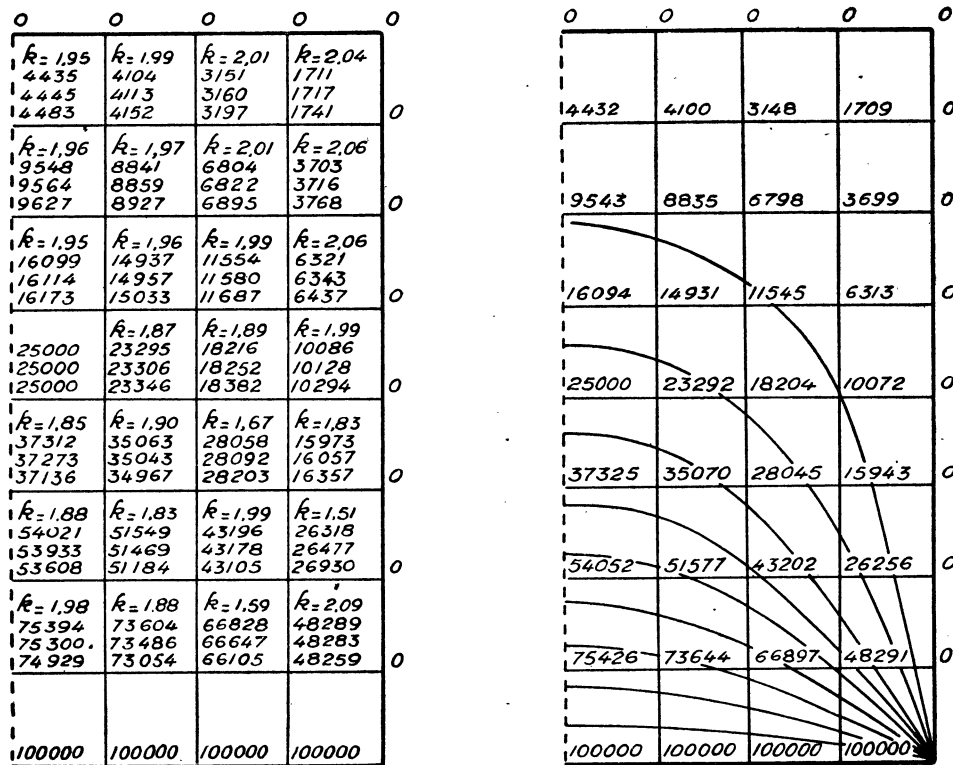 0 0 0 0 0
k=1,95 k=1,99 k=2,01 k=2,04
4435 4104 3151 1711
4445 4113 3160 1717
4483 4152 3197 1741 0
k=1,96 k=1,97 k=2,01 k=2,06
9548 8841 6804 3703
9564 8859 6822 3716
9627 8927 6895 3768 0
k=1,95 k=1,96 k=1,99 k=2,06
16099 14937 11554 6321
16114 14957 11580 6343
16173 15033 11687 6437 0
k=1,87 k=1,89 k=1.99
25000 23295 18216 10086
25000 23306 18252 10128
25000 23346 18382 10294 0
k=1,85 k=1,90 k=1,67 k=1,83
37312 35063 28058 15973
37273 35043 28092 16057
37136 34967 28203 16357 0
k=1.88 k=1,83 k=1,99 k=1.51
54021 51549 43196 26318
53933 51469 43178 26477
53608 51184 43105 26930 0
k=1,98 k=1.88 k=1,59 k=2,09
75394 73604 66828 48289
75300. 73486 66647 48283
74929 73054 66105 48259 0
100000 100000 100000 100000
0 0 0 0 0
4432 4100 3148 1709 0
9543 8835 6798 3699 0
16094 14931 11545 6313 0
25000 23292 18204 10072 0
37325 35070 28045 15943 0
54052 51577 43202 26256 0
75426 73644 66897 48291 0
100000 100000 100000 100000